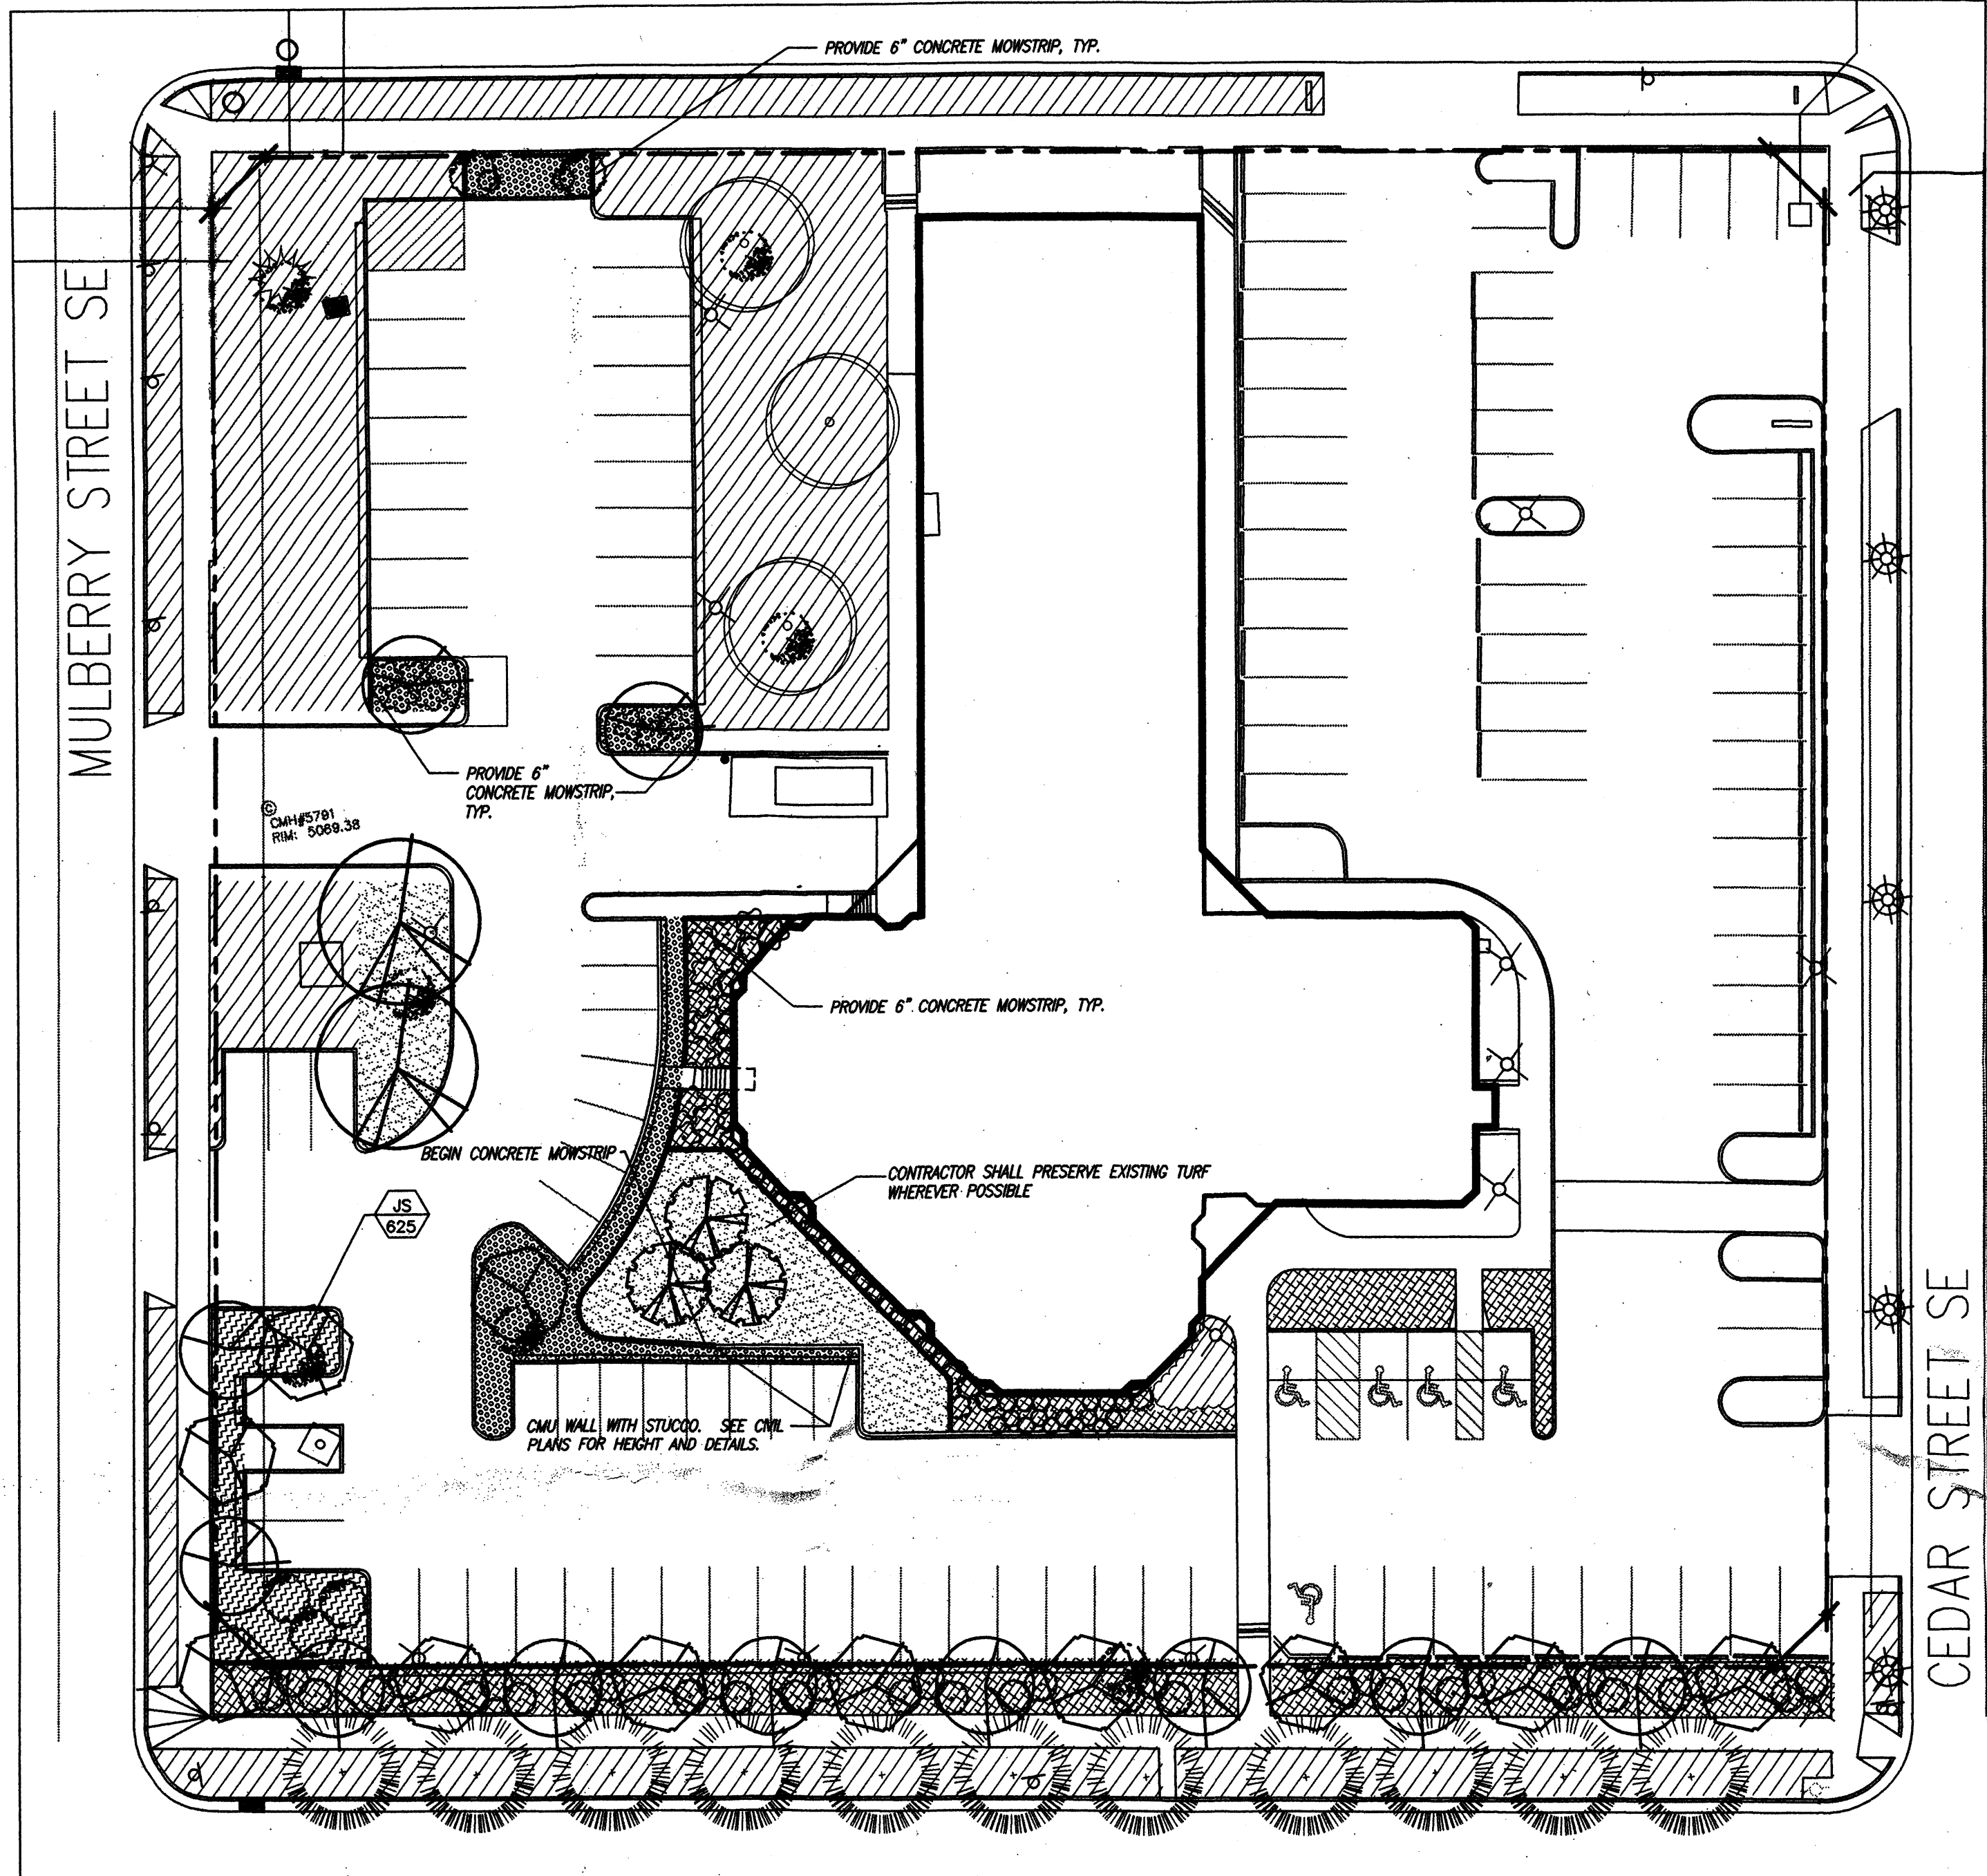 PROVIDE 6" CONCRETE MOWSTRIP, TYP.
MULBERRY STREET SE
PROVIDE 6"
CONCRETE MOWSTRIP,
TYP.
CMH#5791
RIM: 5069.38
PROVIDE 6" CONCRETE MOWSTRIP, TYP.
BEGIN CONCRETE MOWSTRIP
CONTRACTOR SHALL PRESERVE EXISTING TURF
WHEREVER POSSIBLE
JS
625
CMU WALL WITH STUCCO. SEE CIVIL
PLANS FOR HEIGHT AND DETAILS.
CEDAR STREET SE